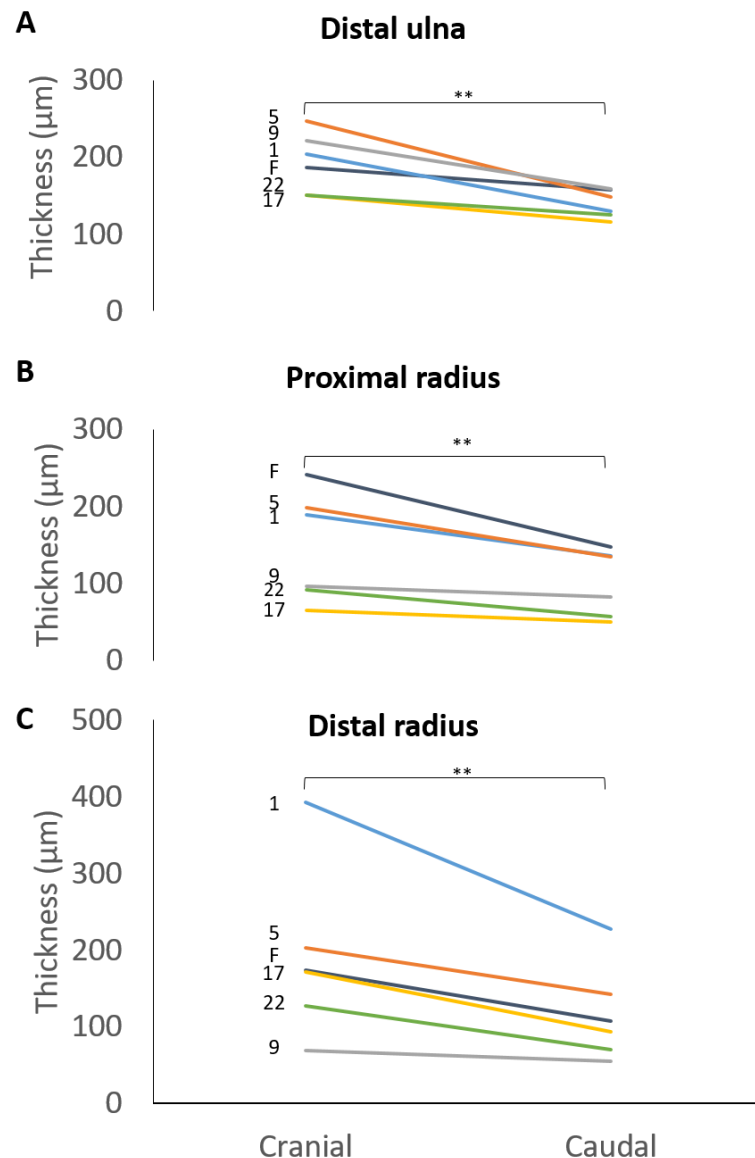 A
Distal ulna
Thickness (μm)
300
200
100
0
**
5
9
1
F
22
17
B
Proximal radius
Thickness (μm)
300
200
100
0
**
F
5
1
9
22
17
C
Distal radius
Thickness (μm)
500
400
300
200
100
0
**
1
5
F
17
22
9
Cranial
Caudal